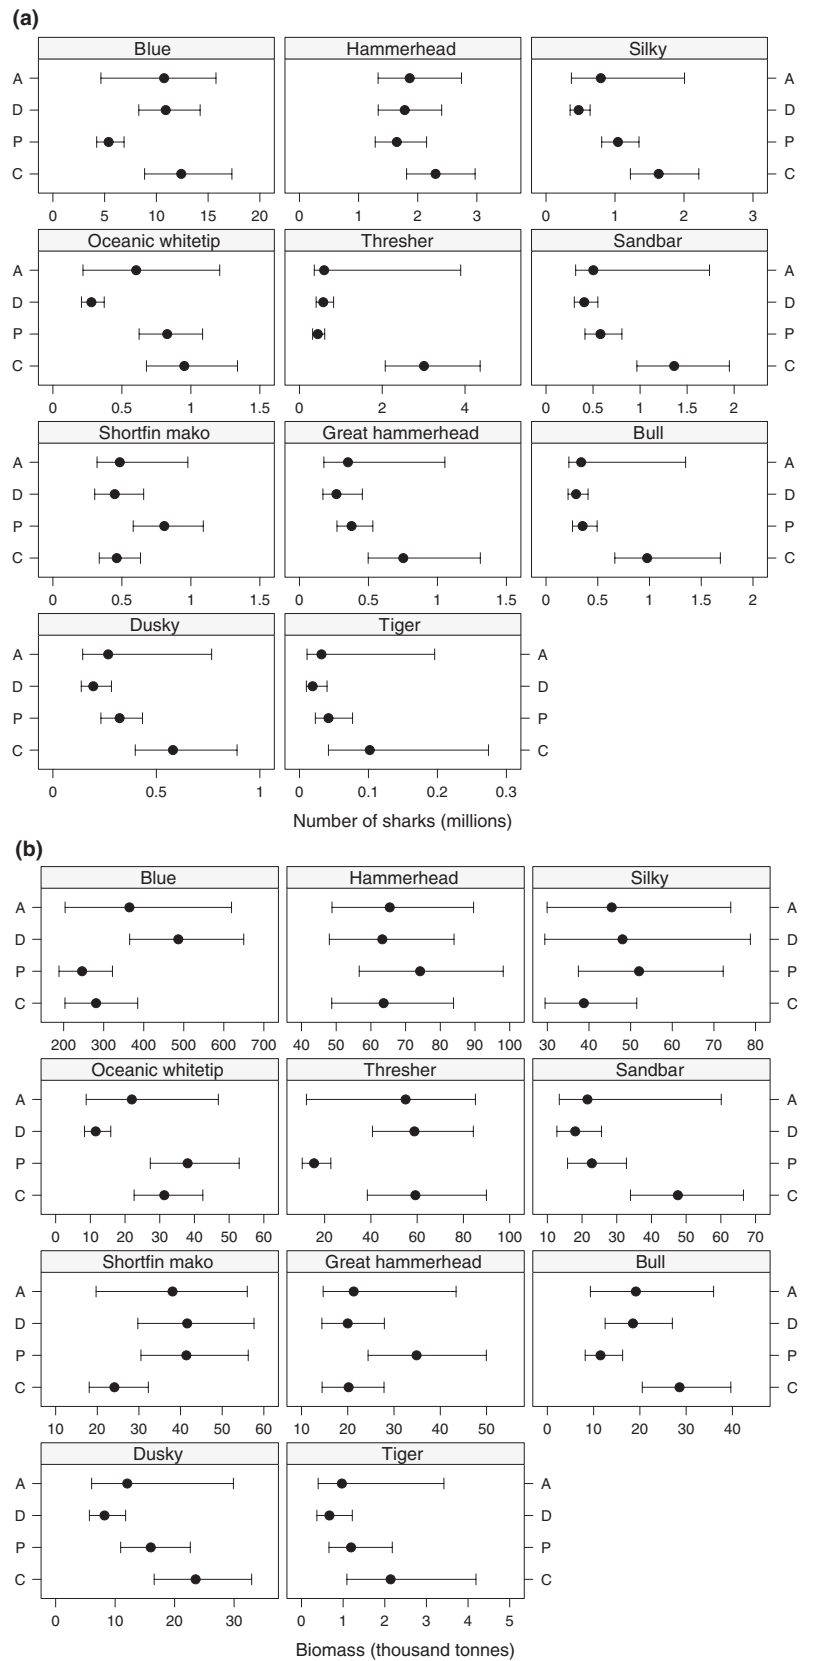 (a)
Blue Hammerhead Silky
A A
D D
P P
C C
0 5 10 15 20 0 1 2 3 0 1 2 3
Oceanic whitetip Thresher Sandbar
A A
D D
P P
C C
0 0.5 1 1.5 0 2 4 0 0.5 1 1.5 2
Shortfin mako Great hammerhead Bull
A A
D D
P P
C C
0 0.5 1 1.5 0 0.5 1 1.5 0 0.5 1 1.5 2
Dusky Tiger
A A
D D
P P
C C
0 0.5 1 0 0.1 0.2 0.3
Number of sharks (millions)
(b)
Blue Hammerhead Silky
A A
D D
P P
C C
200 300 400 500 600 700 40 50 60 70 80 90 100 30 40 50 60 70 80
Oceanic whitetip Thresher Sandbar
A A
D D
P P
C C
0 10 20 30 40 50 60 20 40 60 80 100 10 20 30 40 50 60 70
Shortfin mako Great hammerhead Bull
A A
D D
P P
C C
10 20 30 40 50 60 10 20 30 40 50 0 10 20 30 40
Dusky Tiger
A A
D D
P P
C C
0 10 20 30 0 1 2 3 4 5
Biomass (thousand tonnes)